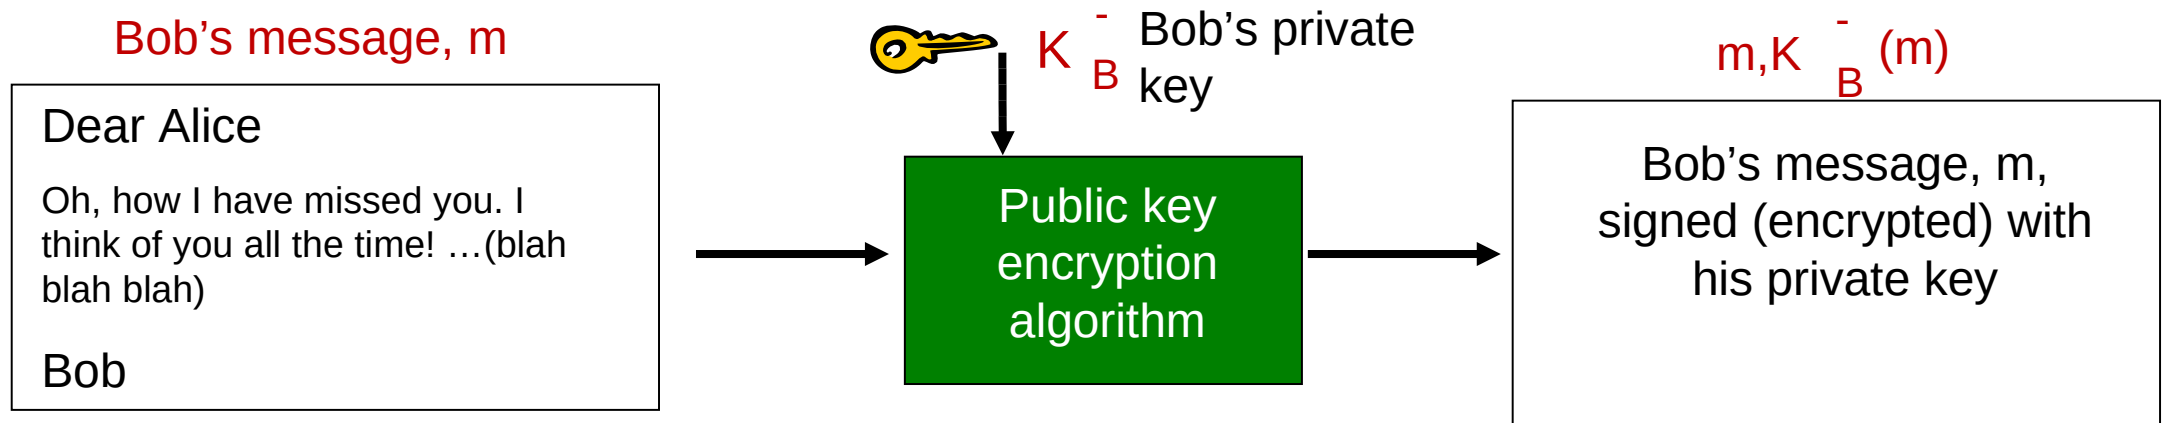 Bob’s message, m
Dear Alice
Oh, how I have missed you. I
think of you all the time! …(blah
blah blah)
Bob
K
-
B
Bob’s private
key
Public key
encryption
algorithm
m,K
-
B
(m)
Bob’s message, m,
signed (encrypted) with
his private key